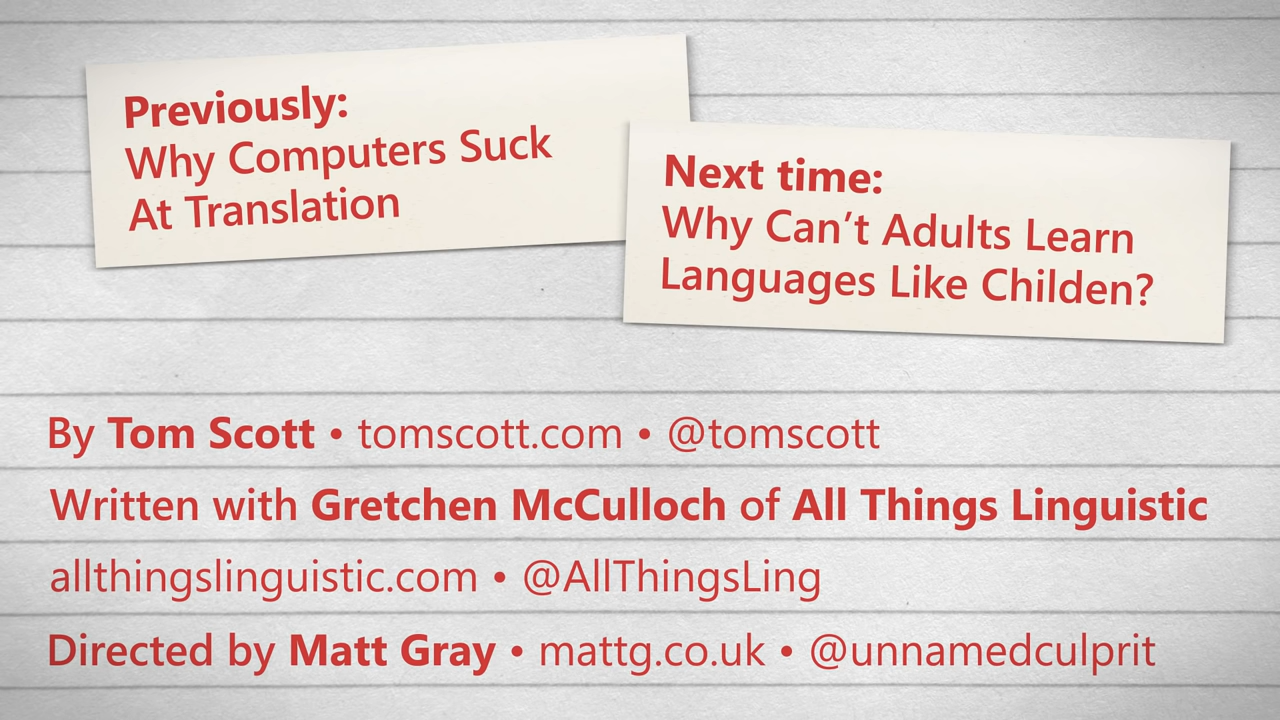 Previously:
Why Computers Suck
At Translation
Next time:
Why Can't Adults Learn
Languages Like Childen?
By Tom Scott • tomscott.com • @tomscott
Written with Gretchen McCulloch of All Things Linguistic
allthingslinguistic.com • @AllThingsLing
Directed by Matt Gray • mattg.co.uk • @unnamedculprit